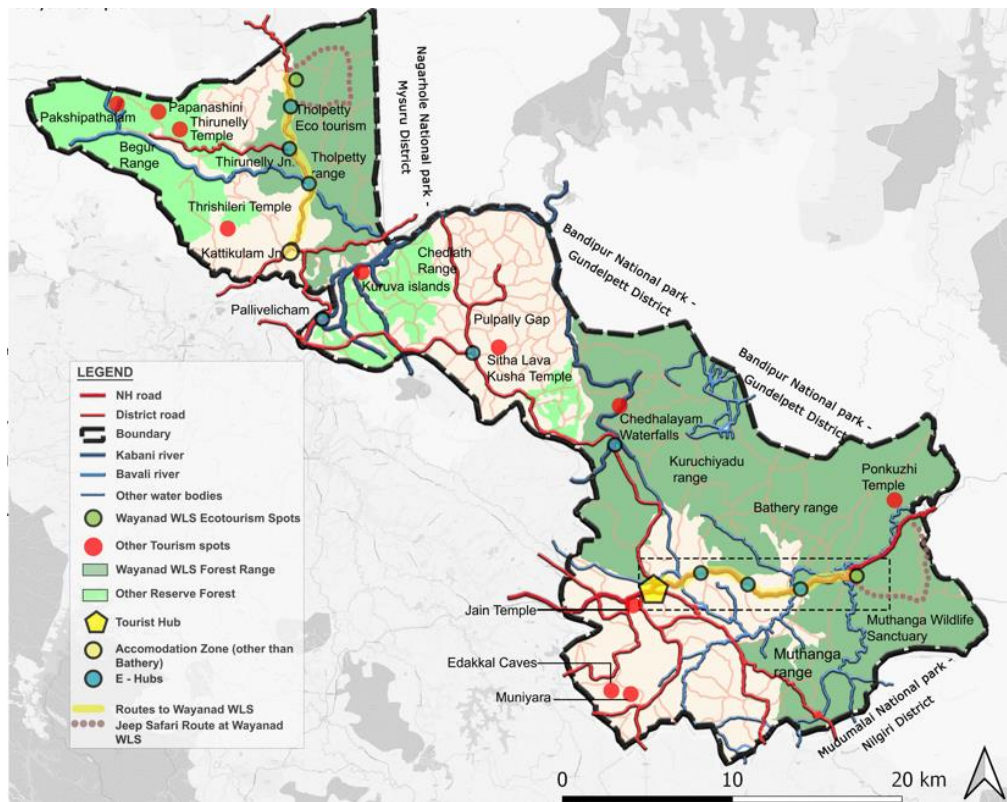 Nagarhole National park -
Mysuru District
Pakshipathalam
Papanashini
Thirunelly
Temple
Tholpetty
Eco tourism
Begur
Range
Thirunelly Jn.
Tholpetty
range
Thrishileri Temple
Kattikulam Jn
Chedlath
Range
Kuruva islands
Bandipur National park -
Gundelpett District
Pallivelicham
Pulpally Gap
Sitha Lava
Kusha Temple
Bandipur National park -
Gundelpett District
Chedhalayam
Waterfalls
Kuruchiyadu
range
Ponkuzhi
Temple
Bathery range
LEGEND
NH road
District road
Boundary
Kabani river
Bavali river
Other water bodies
Wayanad WLS Ecotourism Spots
Other Tourism spots
Wayanad WLS Forest Range
Other Reserve Forest
Tourist Hub
Accomodation Zone (other than
Bathery)
E - Hubs
Routes to Wayanad WLS
Jeep Safari Route at Wayanad
WLS
Jain Temple
Muthanga Wildlife
Sanctuary
Edakkal Caves
Muthanga
range
Muniyara
Mudumalai National park -
Nilgiri District
0 10 20 km